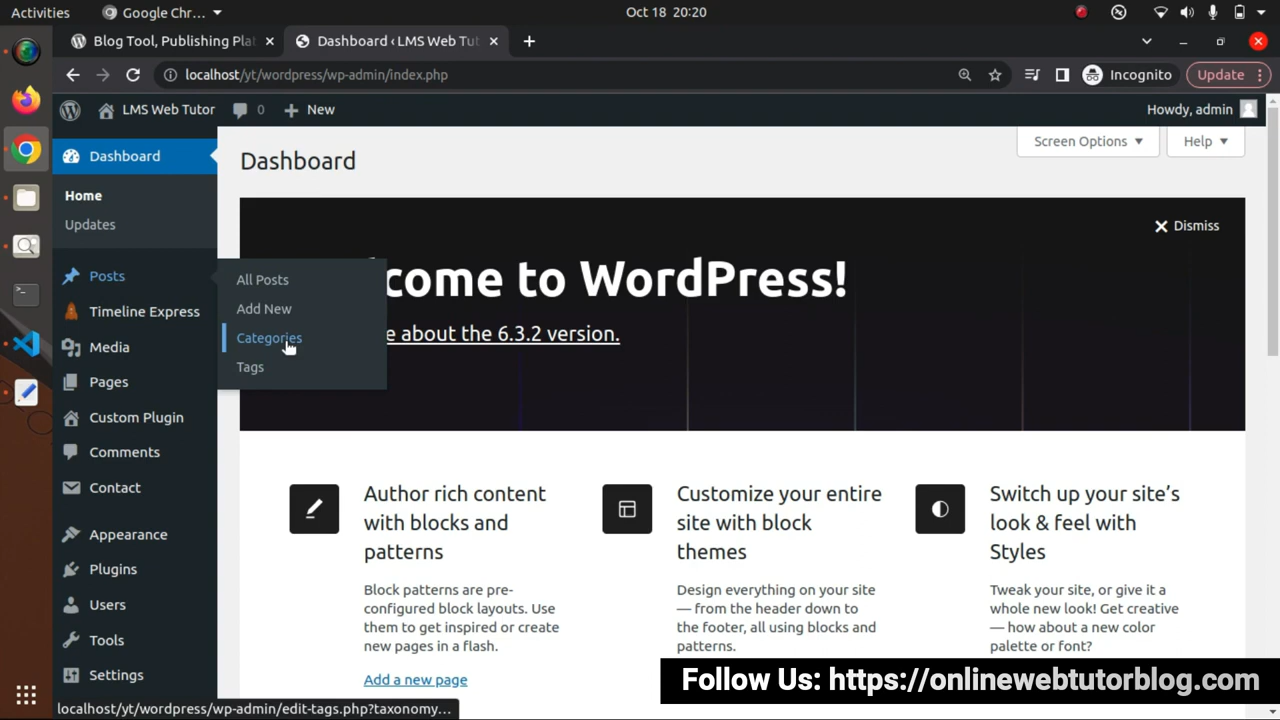 Activities
Google Chr...
Oct 18 20:20
Blog Tool, Publishing Plat
Dashboard ‹ LMS Web Tut
localhost/yt/wordpress/wp-admin/index.php
Incognito
Update
LMS Web Tutor
0
New
Howdy, admin
Dashboard
Home
Updates
Posts
Timeline Express
Media
Pages
Custom Plugin
Comments
Contact
Appearance
Plugins
Users
Tools
Settings
All Posts
Add New
Categories
Tags
Dashboard
Screen Options
Help
Dismiss
come to WordPress!
e about the 6.3.2 version.
Author rich content
with blocks and
patterns
Block patterns are pre-
configured block layouts. Use
them to get inspired or create
new pages in a flash.
Add a new page
Customize your entire
site with block
themes
Design everything on your site
— from the header down to
the footer, all using blocks and
patterns.
Switch up your site's
look & feel with
Styles
Tweak your site, or give it a
whole new look! Get creative
— how about a new color
palette or font?
Follow Us: https://onlinewebtutorblog.com
localhost/yt/wordpress/wp-admin/edit-tags.php?taxonomy...